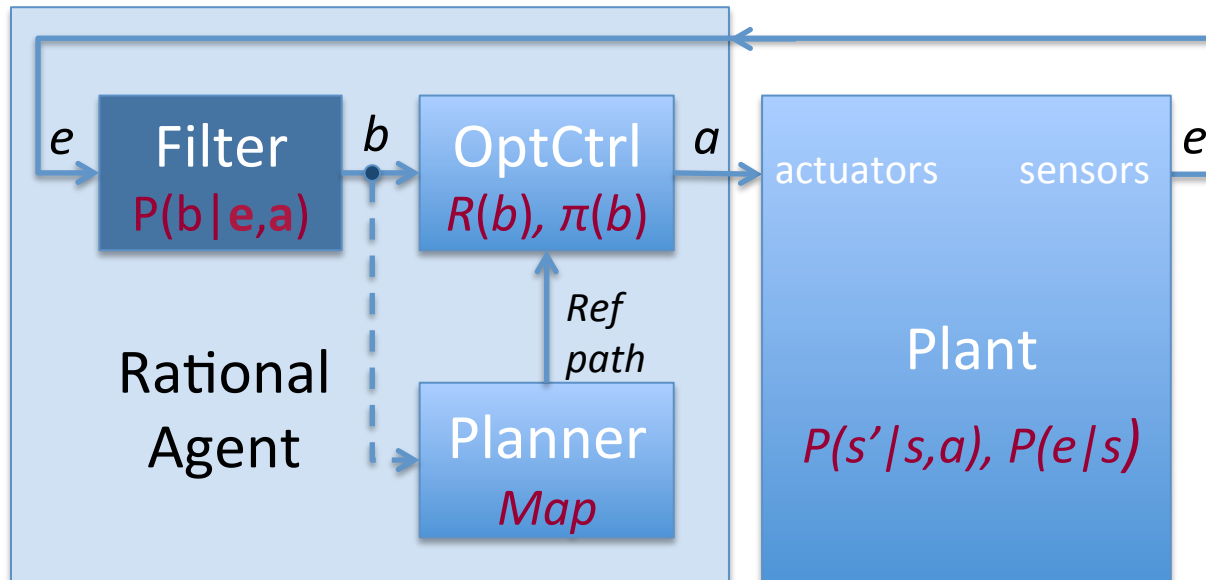 e
Filter
P(b|e,a)
b
OptCtrl
R(b), π(b)
a
actuators
sensors
e
Ref
path
Rational
Agent
Planner
Map
Plant
P(s’|s,a), P(e|s)